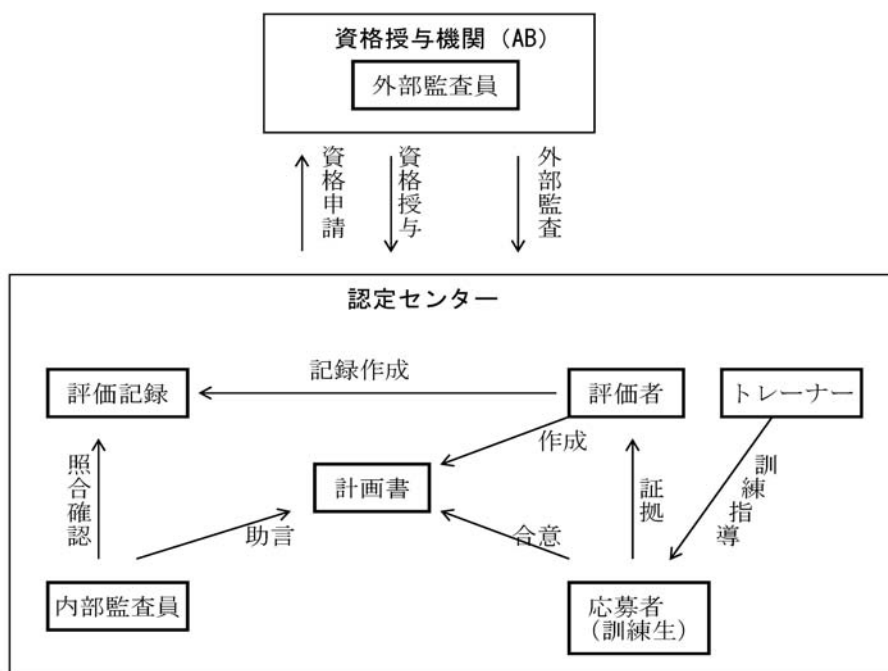 資格授与機関（AB）
外部監査員
資格申請
資格授与
外部監査
認定センター
記録作成
評価記録
評価者
トレーナー
作成
照合確認
計画書
証拠
訓練指導
助言
合意
内部監査員
応募者
（訓練生）